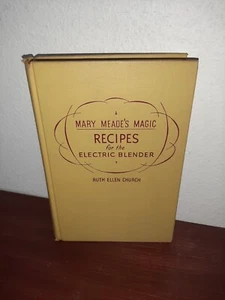 MARY MEADE'S MAGIC
RECIPES
for the
ELECTRIC BLENDER
RUTH ELLEN CHURCH